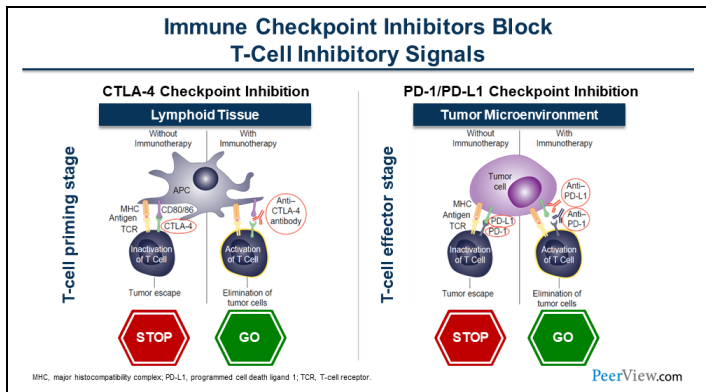 Immune Checkpoint Inhibitors Block
T-Cell Inhibitory Signals
CTLA-4 Checkpoint Inhibition
Lymphoid Tissue
T-cell priming stage
Without
Immunotherapy
With
Immunotherapy
APC
MHC
Antigen
TCR
CD80/86
CTLA-4
Anti–
CTLA-4
antibody
Inactivation
of T Cell
Activation
of T Cell
Tumor escape
Elimination of
tumor cells
STOP
GO
PD-1/PD-L1 Checkpoint Inhibition
Tumor Microenvironment
T-cell effector stage
Without
Immunotherapy
With
Immunotherapy
Tumor
cell
MHC
Antigen
TCR
PD-L1
PD-1
Anti–
PD-L1
Anti–
PD-1
Inactivation
of T Cell
Activation
of T Cell
Tumor escape
Elimination of
tumor cells
STOP
GO
MHC, major histocompatibility complex; PD-L1, programmed cell death ligand 1; TCR, T-cell receptor.
PeerView.com